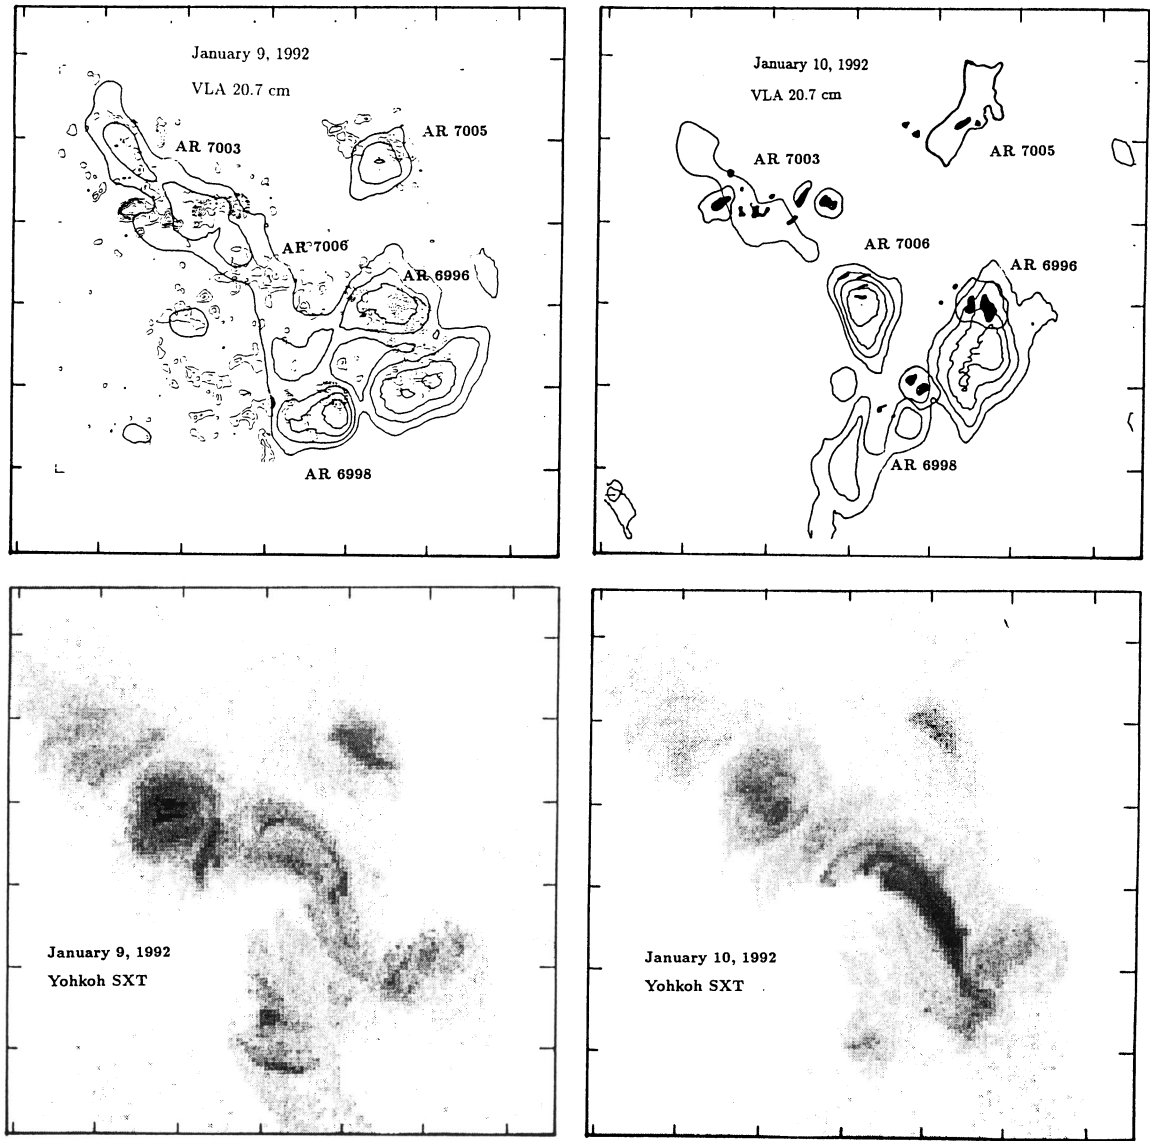 January 9, 1992
VLA 20.7 cm
AR 7005
AR 7003
AR 7006
AR 6996
AR 6998
January 10, 1992
VLA 20.7 cm
AR 7005
AR 7003
AR 7006
AR 6996
AR 6998
January 9, 1992
Yohkoh SXT
January 10, 1992
Yohkoh SXT